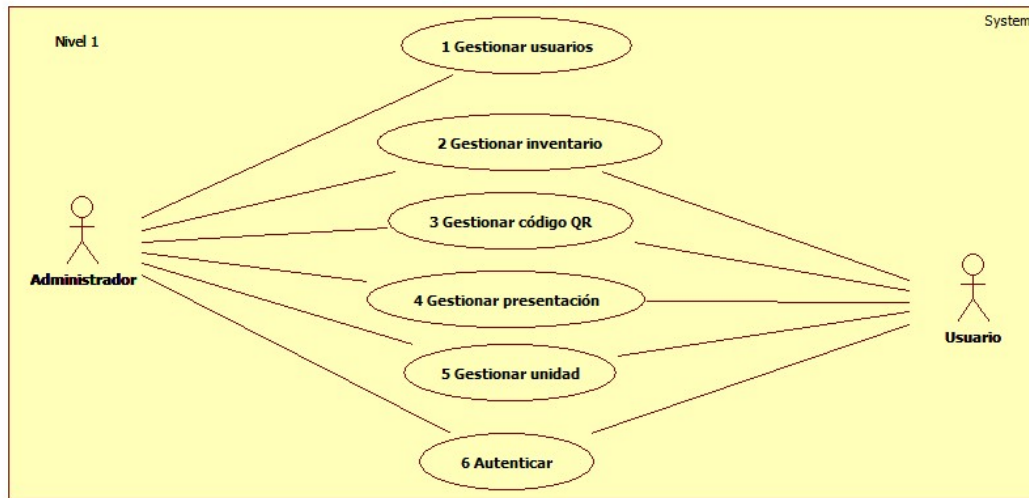 System
Nivel 1
1 Gestionar usuarios
2 Gestionar inventario
3 Gestionar código QR
Administrador
4 Gestionar presentación
Usuario
5 Gestionar unidad
6 Autenticar